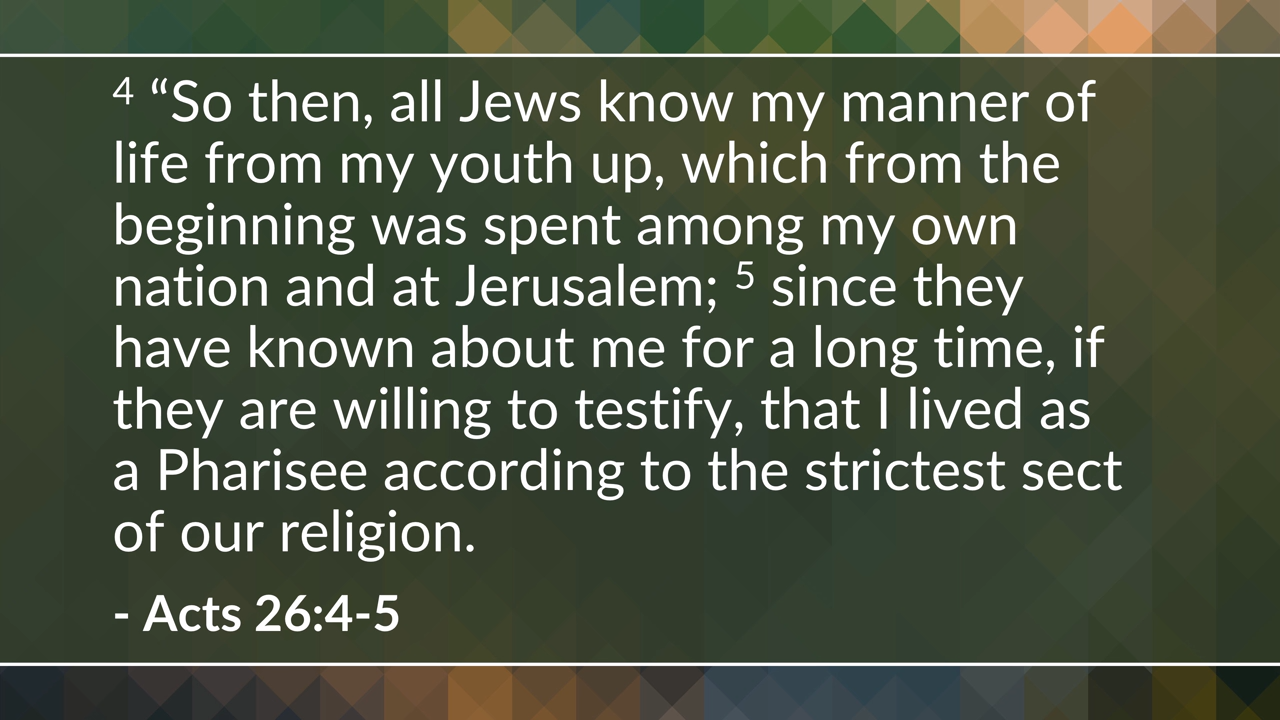 4 “So then, all Jews know my manner of
life from my youth up, which from the
beginning was spent among my own
nation and at Jerusalem; 5 since they
have known about me for a long time, if
they are willing to testify, that I lived as
a Pharisee according to the strictest sect
of our religion.
- Acts 26:4-5